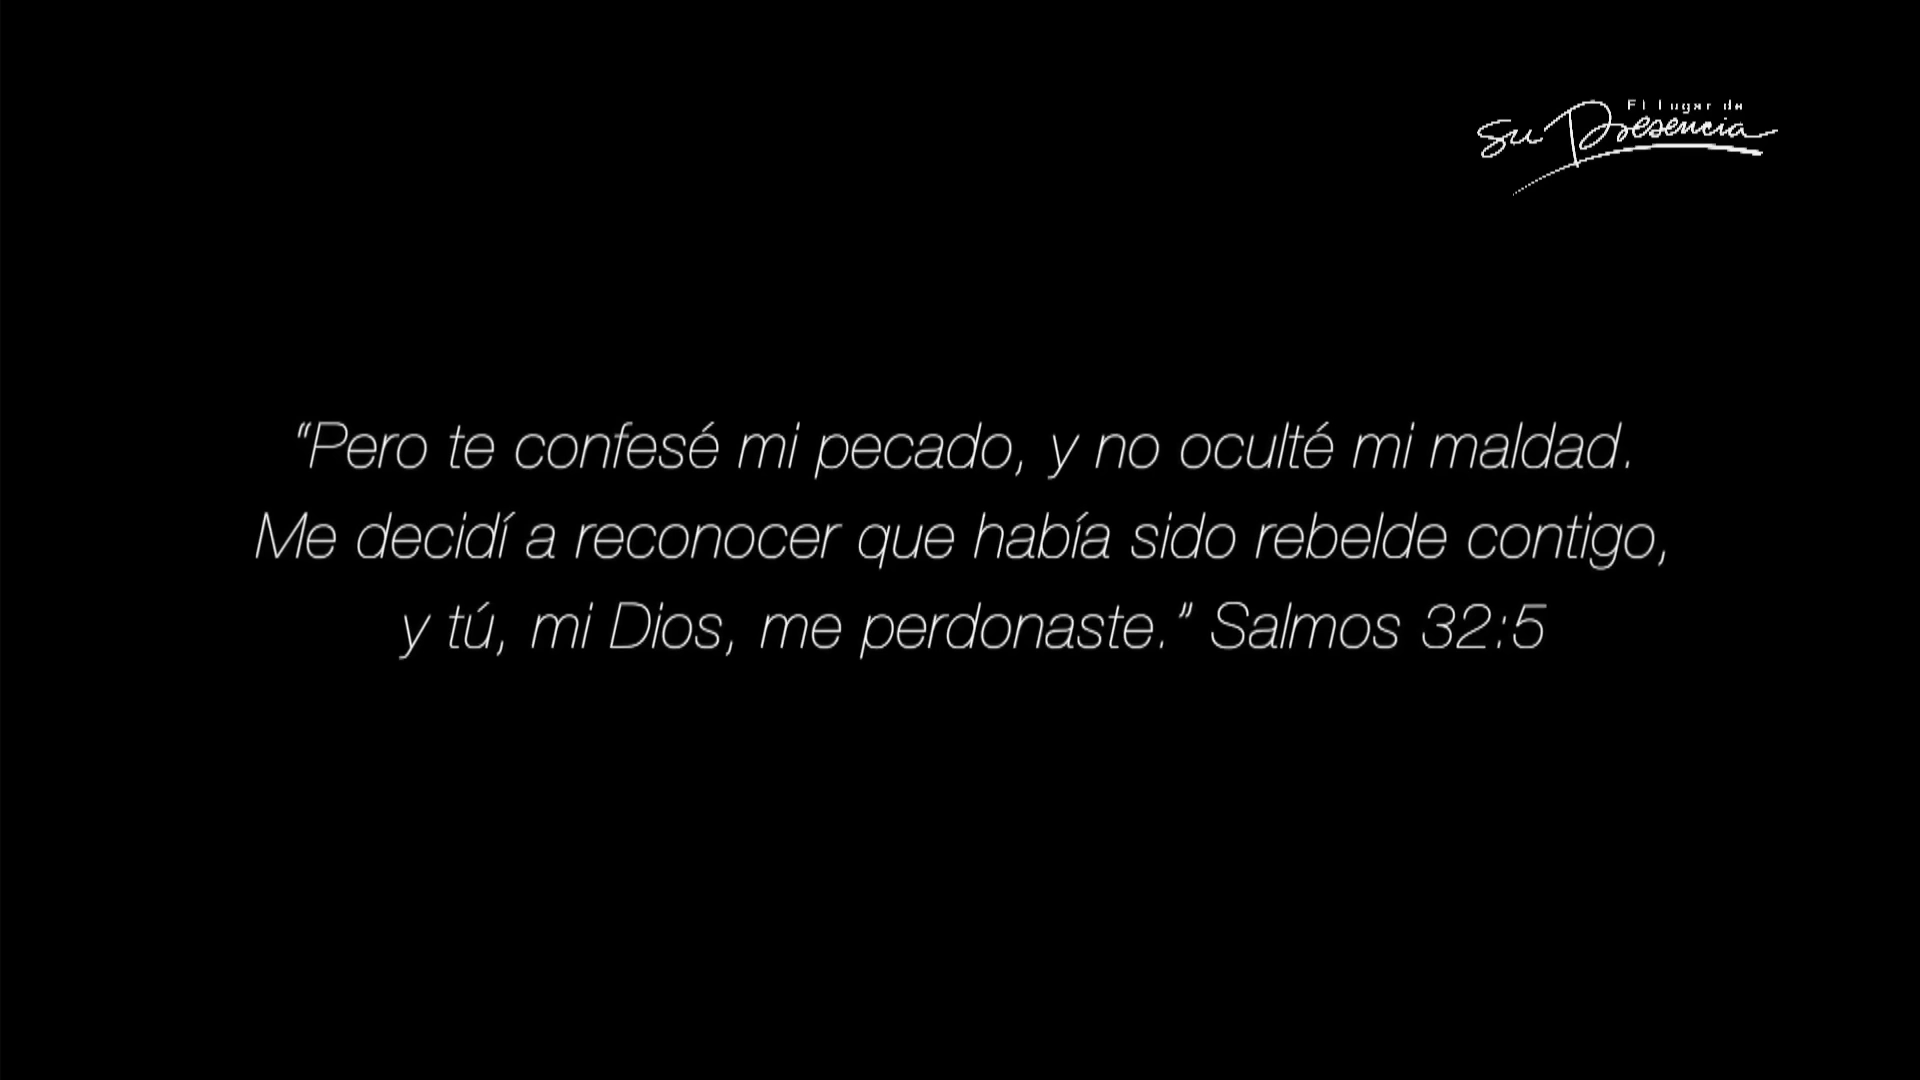 El lugar de
Su Presencia
“Pero te confesé mi pecado, y no oculté mi maldad.
Me decidí a reconocer que había sido rebelde contigo,
y tú, mi Dios, me perdonaste.” Salmos 32:5